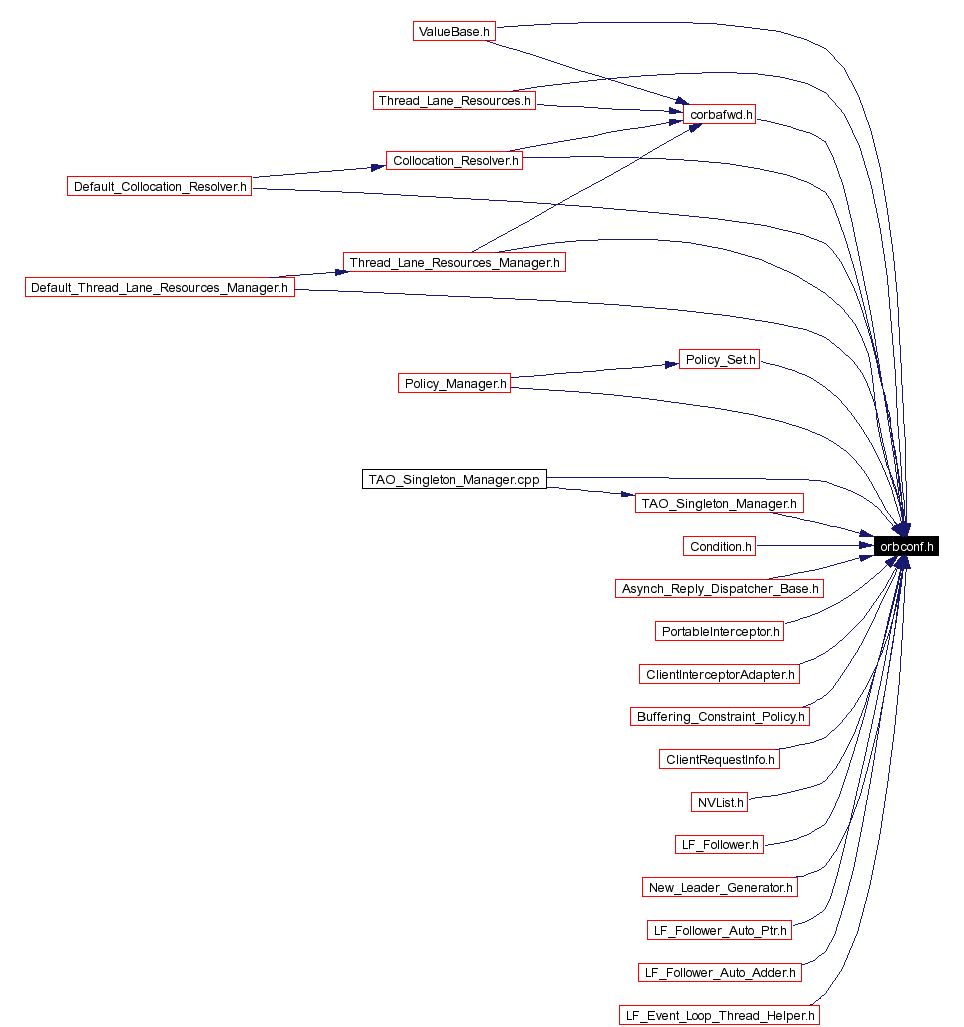 ValueBase.h
Thread_Lane_Resources.h
corbafwd.h
Collocation_Resolver.h
Default_Collocation_Resolver.h
Thread_Lane_Resources_Manager.h
Default_Thread_Lane_Resources_Manager.h
Policy_Set.h
Policy_Manager.h
TAO_Singleton_Manager.cpp
TAO_Singleton_Manager.h
orbconf.h
Condition.h
Asynch_Reply_Dispatcher_Base.h
PortableInterceptor.h
ClientInterceptorAdapter.h
Buffering_Constraint_Policy.h
ClientRequestInfo.h
NVList.h
LF_Follower.h
New_Leader_Generator.h
LF_Follower_Auto_Ptr.h
LF_Follower_Auto_Adder.h
LF_Event_Loop_Thread_Helper.h